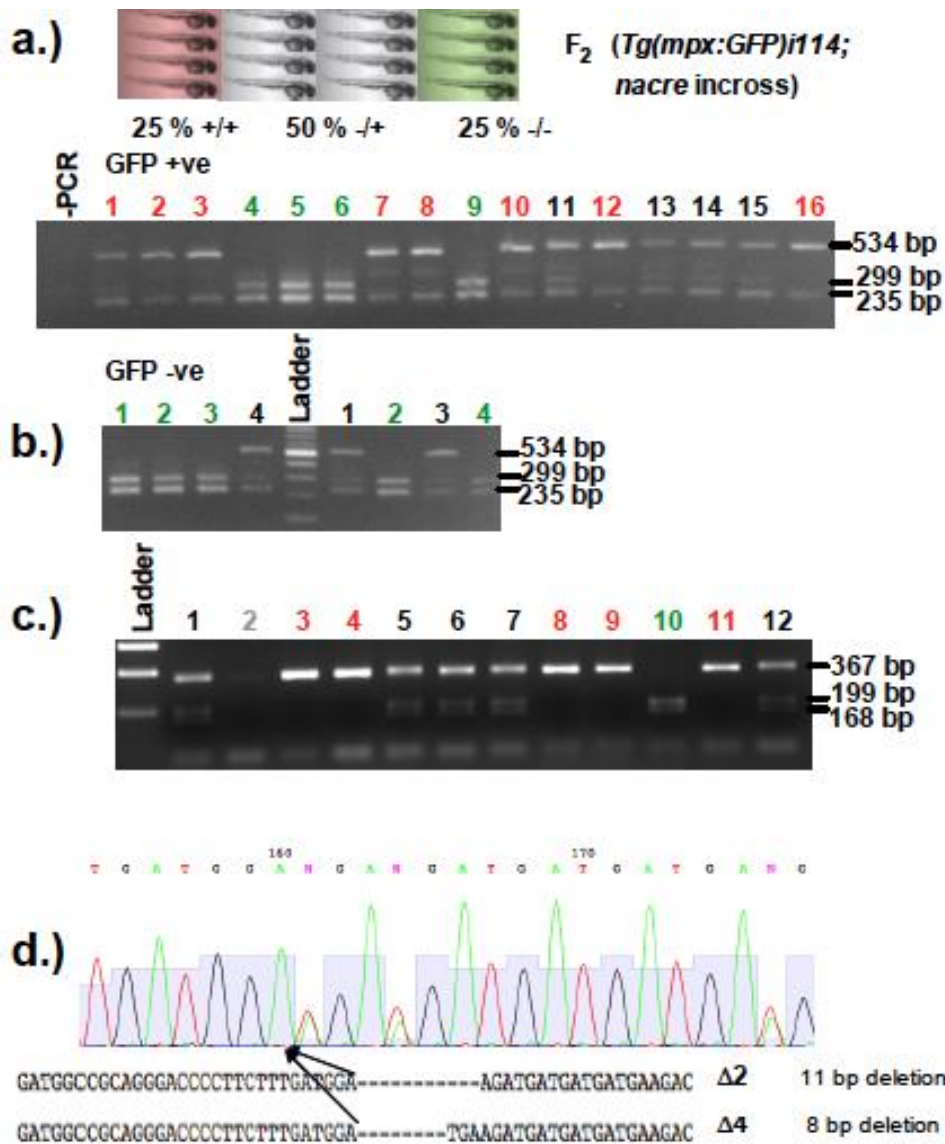 a.)
F2 (Tg(mpx:GFP)i114;
nacre incross)
25 % +/+ 50 % -/+ 25 % -/-
-PCR
GFP +ve
1 2 3 4 5 6 7 8 9 10 11 12 13 14 15 16
534 bp
299 bp
235 bp
b.)
GFP -ve
1 2 3 4 Ladder 1 2 3 4
534 bp
299 bp
235 bp
c.)
Ladder
1 2 3 4 5 6 7 8 9 10 11 12
367 bp
199 bp
168 bp
d.)
160 170
T G A T G G A N G A N G A T G A T G A T G A N G
GATGGCCGCAGGGACCCCTTCTTTGATGGA-----------AGATGATGATGATGAAGAC Δ2 11 bp deletion
GATGGCCGCAGGGACCCCTTCTTTGATGGA--------TGAAGATGATGATGATGAAGAC Δ4 8 bp deletion